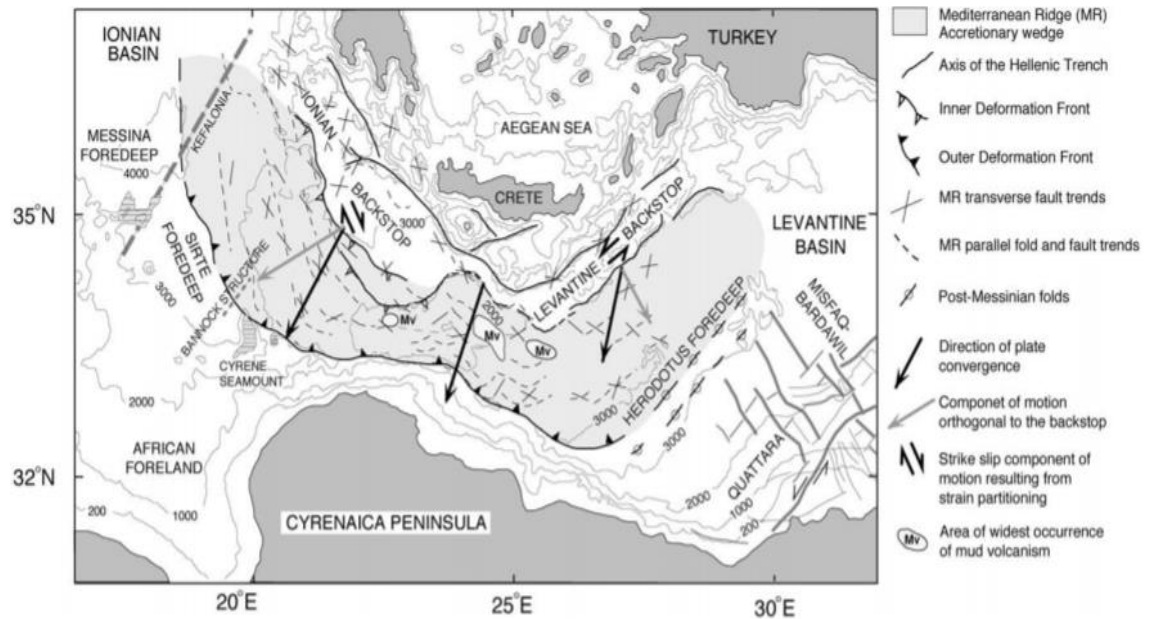 IONIAN
BASIN
TURKEY
KEFALONIA
IONIAN
MESSINA
FOREDEEP
4000
AEGEAN SEA
CRETE
BACKSTOP
3000
35°N
SIRTE
FOREDEEP
LEVANTINE
BACKSTOP
LEVANTINE
BASIN
3000
BANNOCK STRUCTURE
2000
Mv
Mv
MISFAQ-
BARDAWIL
HERODOTUS FOREDEEP
CYRENE
SEAMOUNT
2000
3000
3000
AFRICAN
FORELAND
QUATTARA
32°N
200
1000
2000
1000
200
CYRENAICA PENINSULA
20°E
25°E
30°E
Mediterranean Ridge (MR)
Accretionary wedge
Axis of the Hellenic Trench
Inner Deformation Front
Outer Deformation Front
MR transverse fault trends
MR parallel fold and fault trends
Post-Messinian folds
Direction of plate
convergence
Componet of motion
orthogonal to the backstop
Strike slip component of
motion resulting from
strain partitioning
Mv
Area of widest occurrence
of mud volcanism